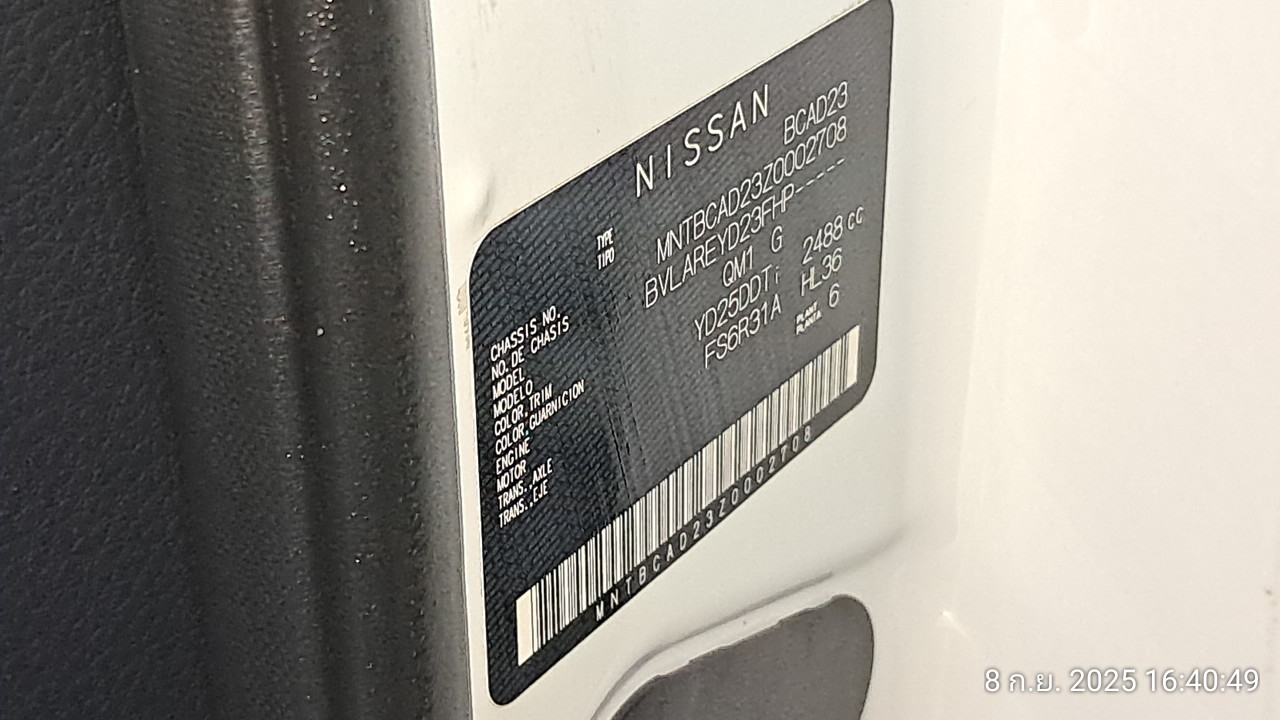 NISSAN
TYPE BCAD23
TIPO
CHASSIS NO. MNTBCAD23Z0002708
NO. DE CHASIS
MODEL BVLAREYD23FHP-----
MODELO
COLOR,TRIM QM1 G
COLOR,GUARNICION
ENGINE YD25DDTi 2488 cc
MOTOR
TRANS.,AXLE FS6R31A HL36
TRANS.,EJE
PLANT 6
PLANTA
MNTBCAD23Z0002708
8 ก.ย. 2025 16:40:49